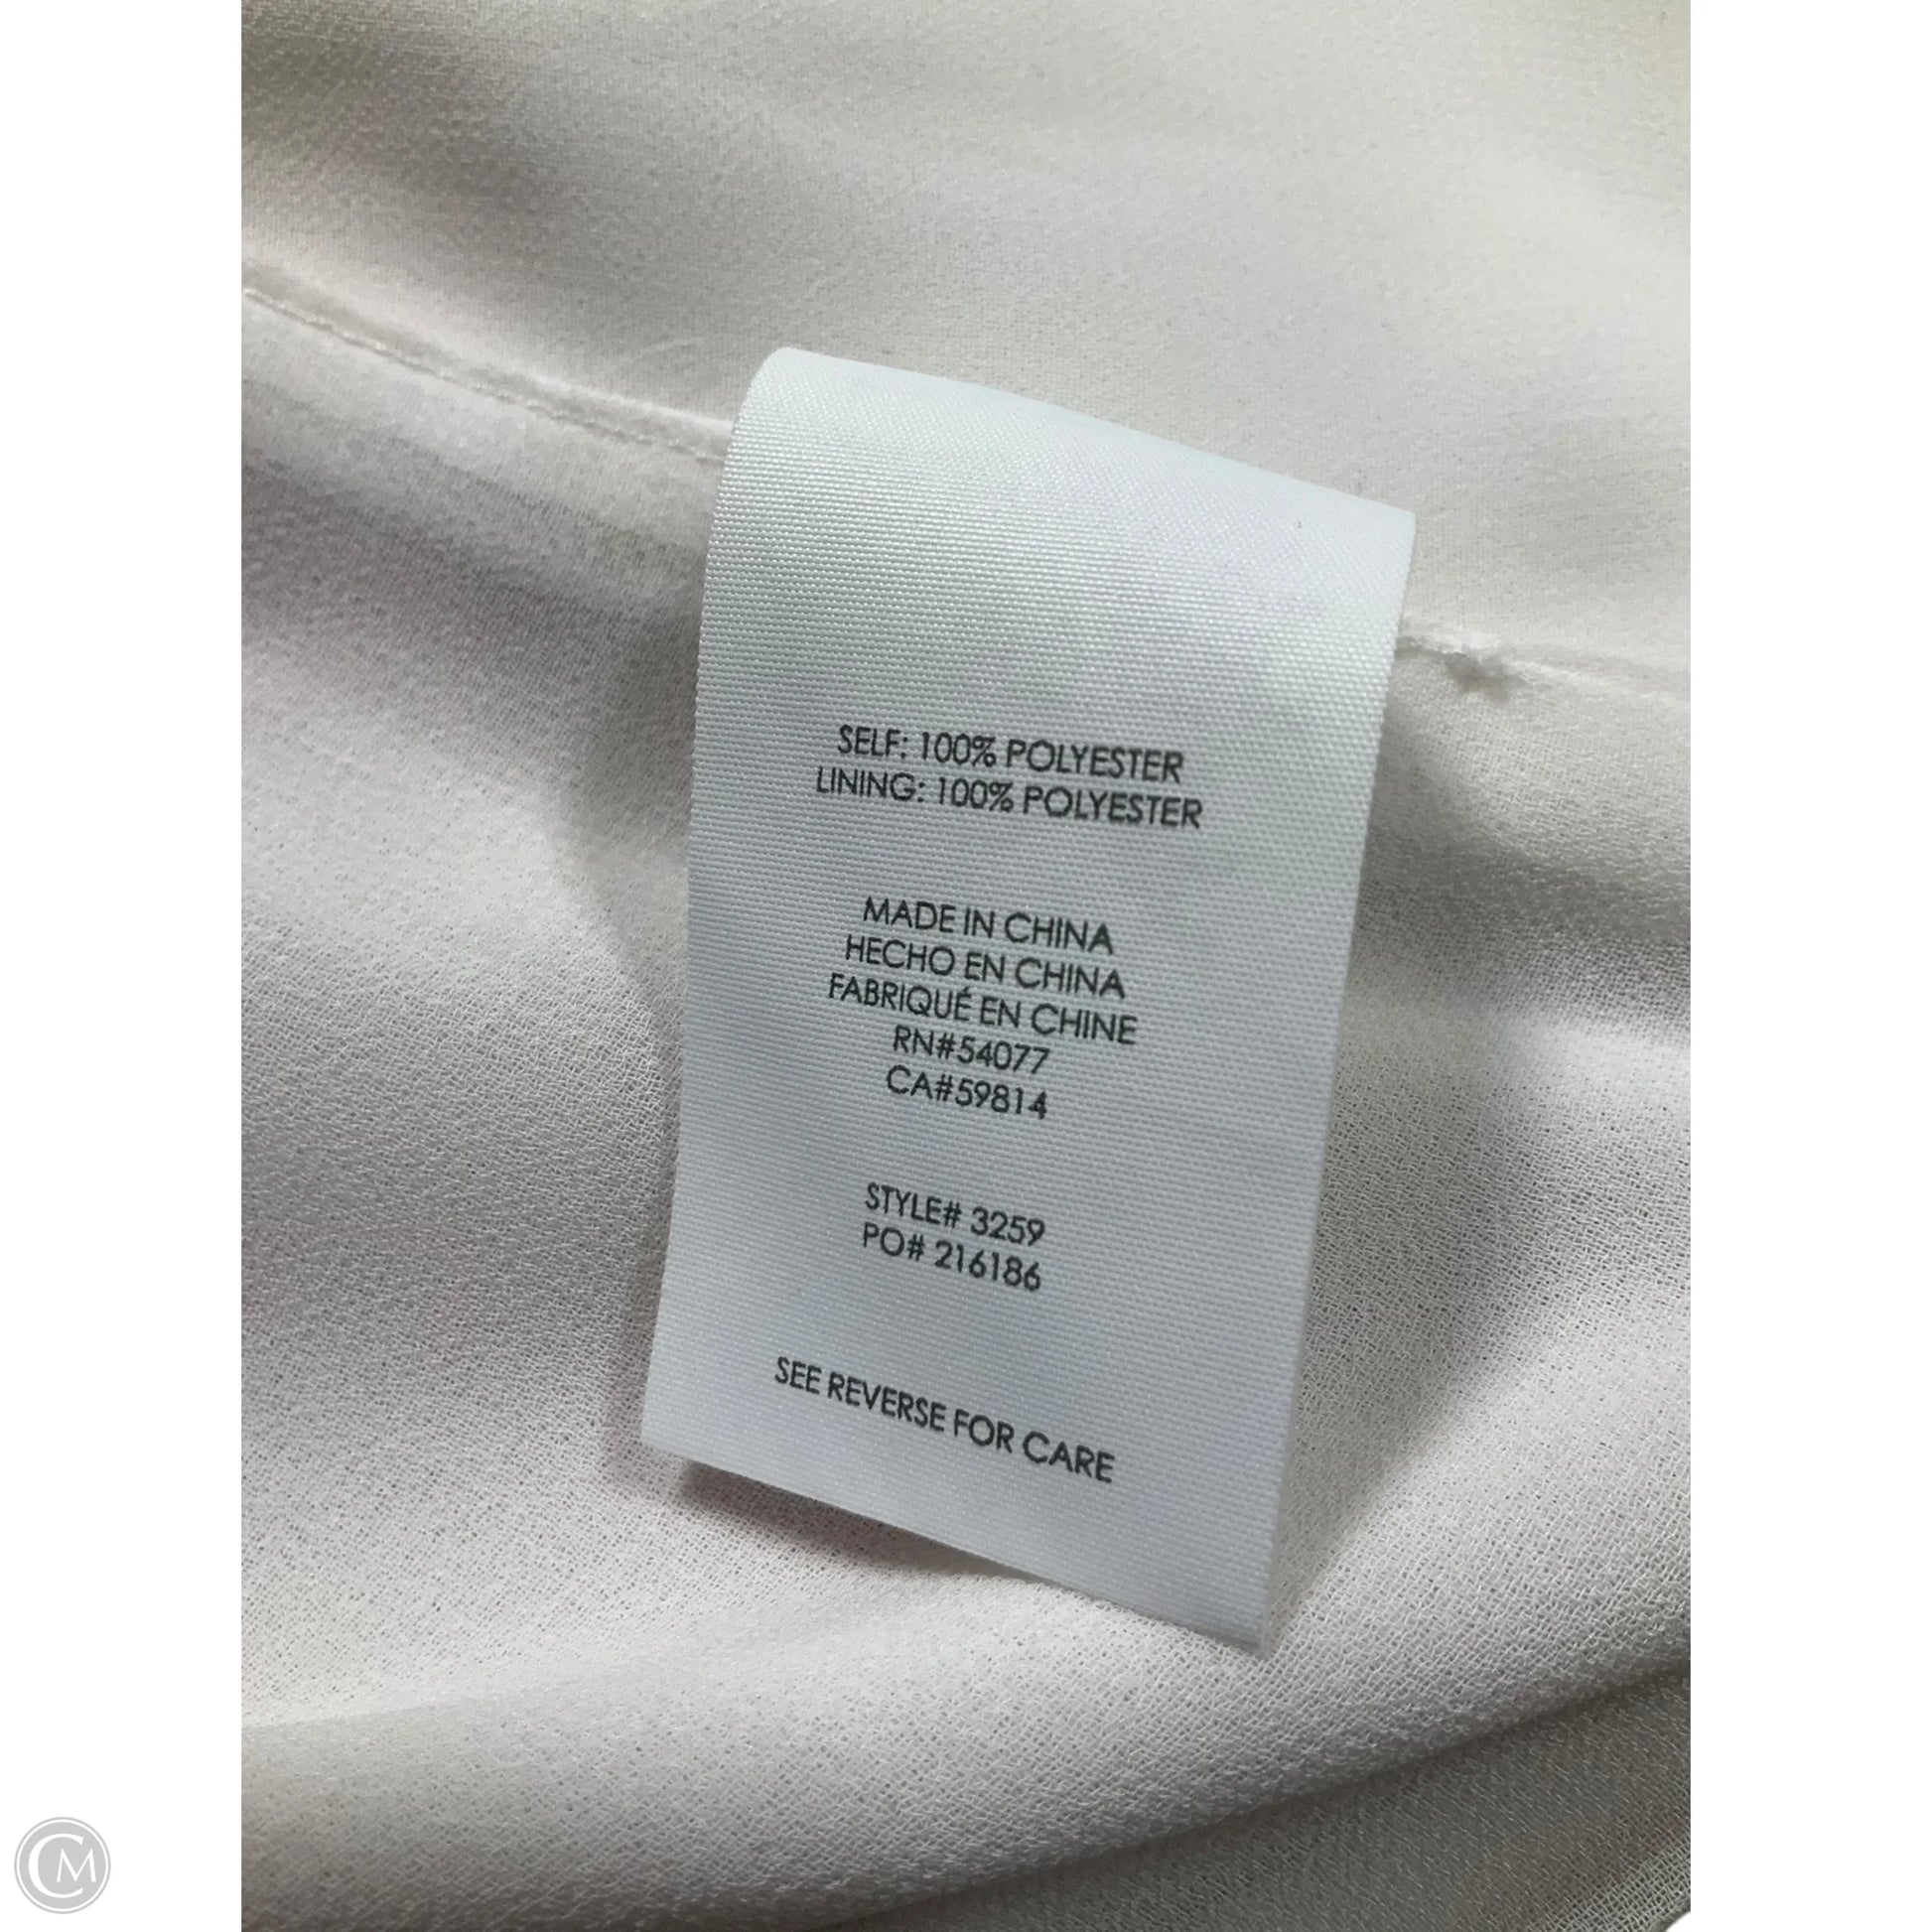 SELF: 100% POLYESTER
LINING: 100% POLYESTER
MADE IN CHINA
HECHO EN CHINA
FABRIQUÉ EN CHINE
RN#54077
CA#59814
STYLE# 3259
PO# 216186
SEE REVERSE FOR CARE
CM